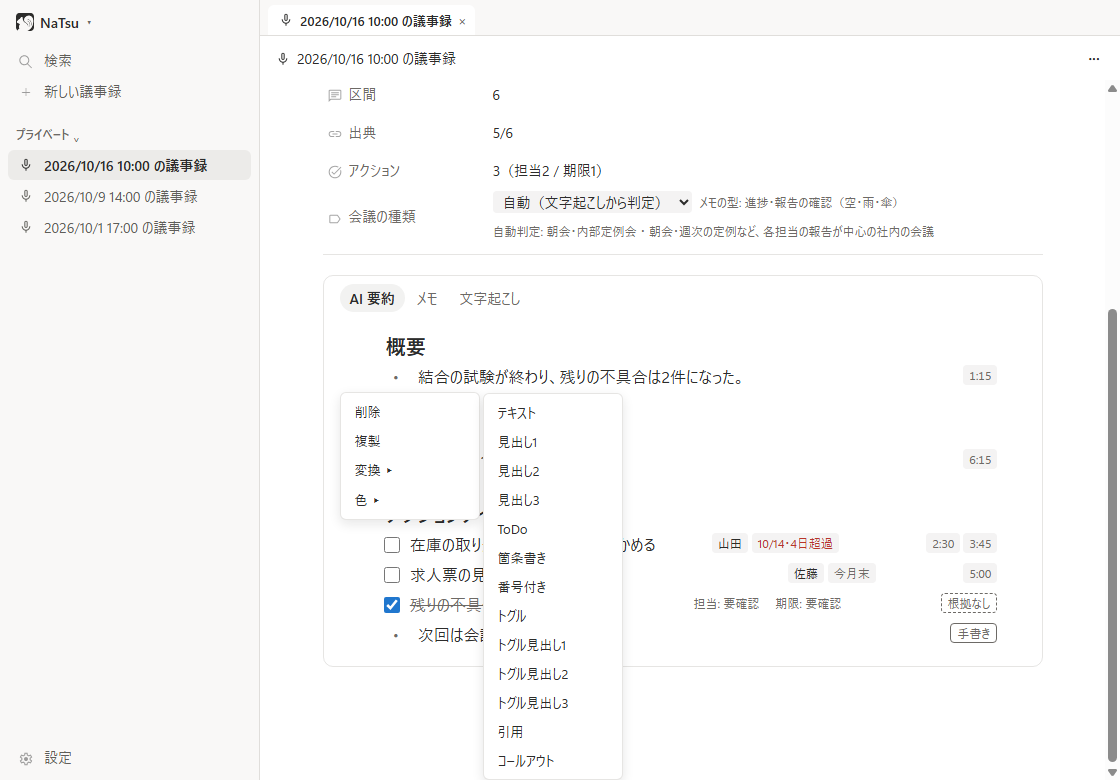 NaTsu
検索
新しい議事録
プライベート
2026/10/16 10:00 の議事録
2026/10/9 14:00 の議事録
2026/10/1 17:00 の議事録
設定
2026/10/16 10:00 の議事録 ×
2026/10/16 10:00 の議事録
区間 6
出典 5/6
アクション 3（担当2 / 期限1）
会議の種類 自動（文字起こしから判定） メモの型: 進捗・報告の確認（空・雨・傘）
自動判定: 朝会・内部定例会 ・ 朝会・週次の定例など、各担当の報告が中心の社内の会議
AI 要約 メモ 文字起こし
概要
• 結合の試験が終わり、残りの不具合は2件になった。 1:15
6:15
在庫の取り
かめる 山田 10/14・4日超過 2:30 3:45
求人票の見 佐藤 今月末 5:00
残りの不具 担当: 要確認 期限: 要確認 根拠なし
• 次回は会 手書き
削除
複製
変換 ▸
色 ▸
テキスト
見出し1
見出し2
見出し3
ToDo
箇条書き
番号付き
トグル
トグル見出し1
トグル見出し2
トグル見出し3
引用
コールアウト